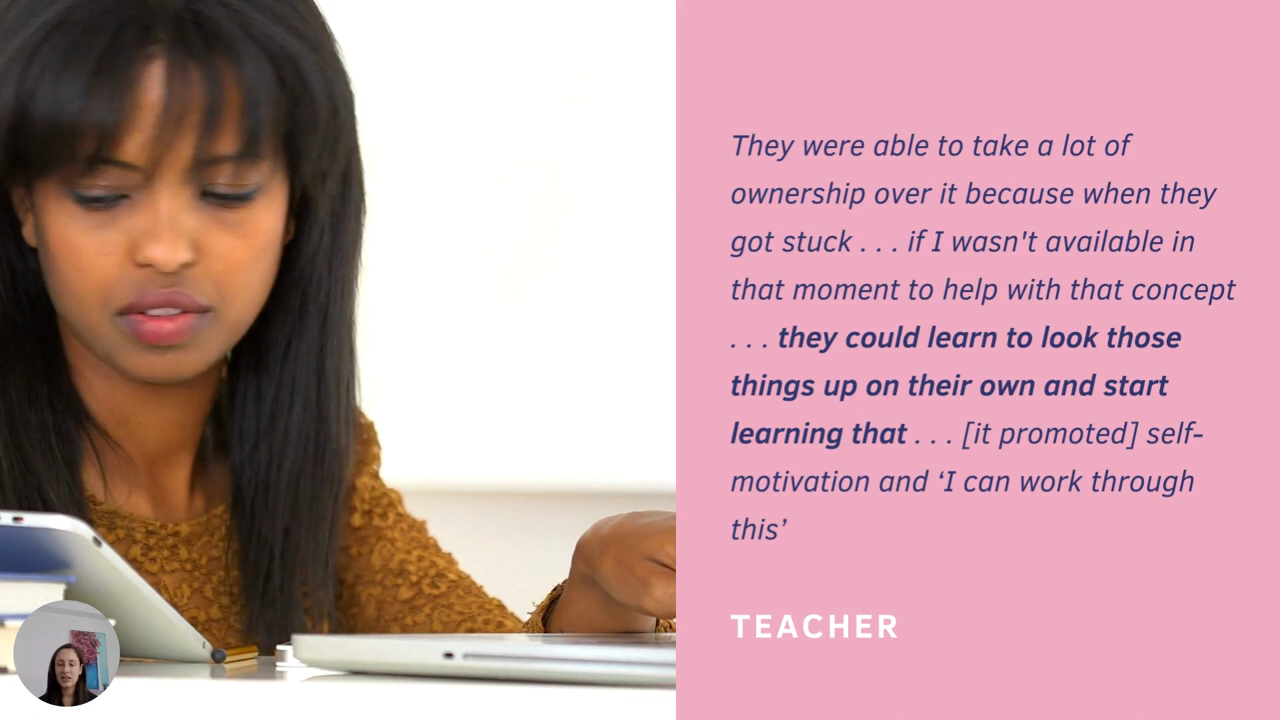 They were able to take a lot of
ownership over it because when they
got stuck . . . if I wasn't available in
that moment to help with that concept
. . . they could learn to look those
things up on their own and start
learning that . . . [it promoted] self-
motivation and ‘I can work through
this’
TEACHER